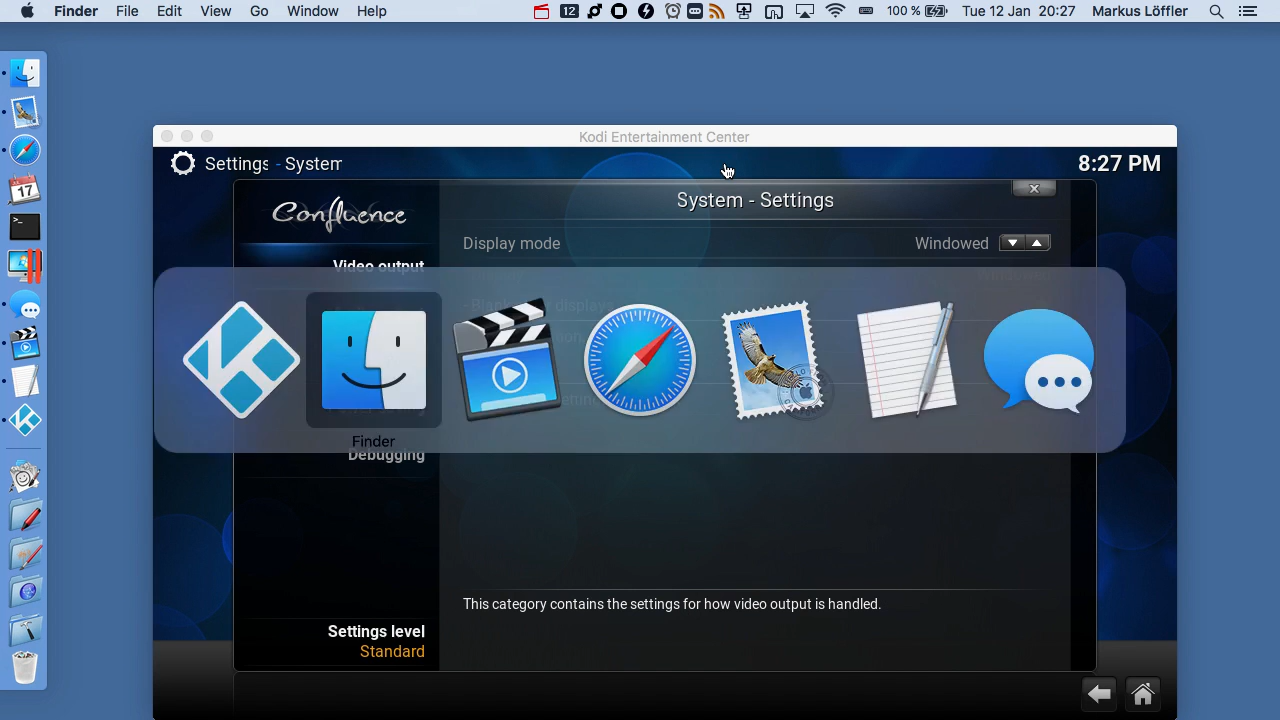 Finder File Edit View Go Window Help 12 100 % Tue 12 Jan 20:27 Markus Löffler
17
Kodi Entertainment Center
Settings - System 8:27 PM
Confluence
System - Settings
Display mode Windowed
Video output
Finder
Debugging
This category contains the settings for how video output is handled.
Settings level
Standard